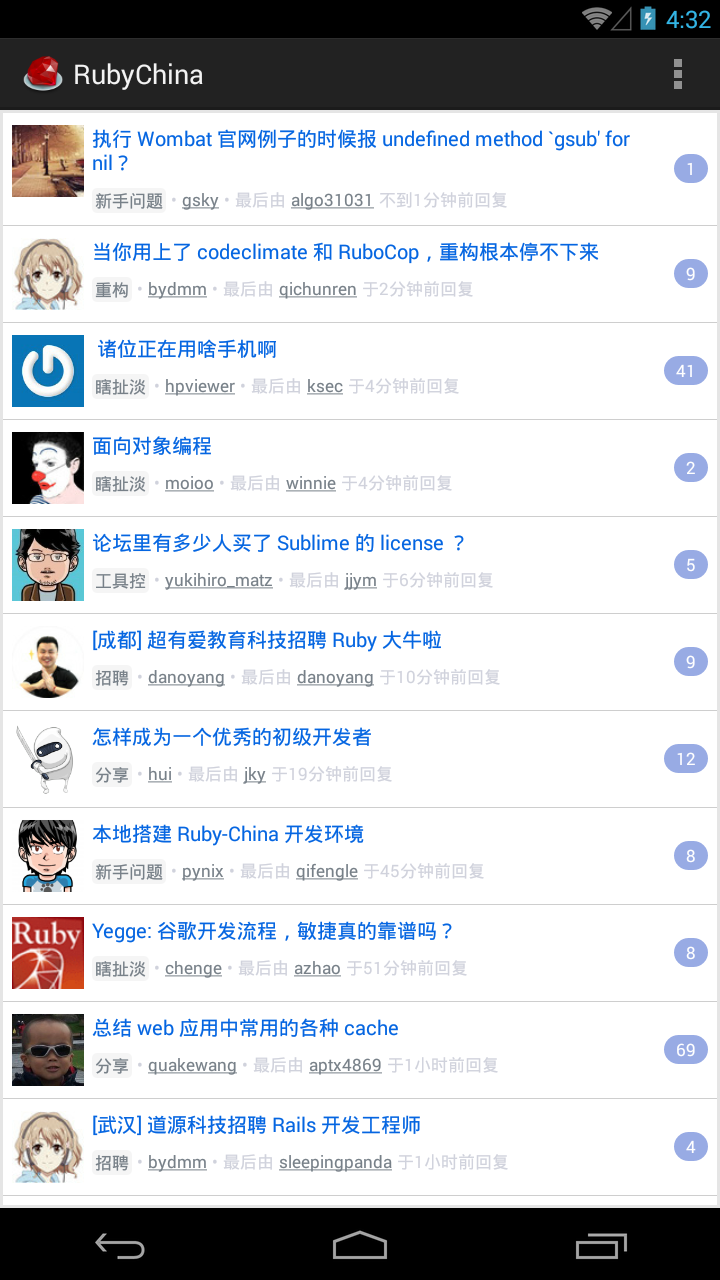 4:32
RubyChina
执行 Wombat 官网例子的时候报 undefined method `gsub' for
nil？
1
新手问题 • gsky • 最后由 algo31031 不到1分钟前回复
当你用上了 codeclimate 和 RuboCop，重构根本停不下来
9
重构 • bydmm • 最后由 qichunren 于2分钟前回复
诸位正在用啥手机啊
41
瞎扯淡 • hpviewer • 最后由 ksec 于4分钟前回复
面向对象编程
2
瞎扯淡 • moioo • 最后由 winnie 于4分钟前回复
论坛里有多少人买了 Sublime 的 license ？
5
工具控 • yukihiro_matz • 最后由 jjym 于6分钟前回复
[成都] 超有爱教育科技招聘 Ruby 大牛啦
9
招聘 • danoyang • 最后由 danoyang 于10分钟前回复
怎样成为一个优秀的初级开发者
12
分享 • hui • 最后由 jky 于19分钟前回复
本地搭建 Ruby-China 开发环境
8
新手问题 • pynix • 最后由 qifengle 于45分钟前回复
Ruby
Yegge: 谷歌开发流程，敏捷真的靠谱吗？
8
瞎扯淡 • chenge • 最后由 azhao 于51分钟前回复
总结 web 应用中常用的各种 cache
69
分享 • quakewang • 最后由 aptx4869 于1小时前回复
[武汉] 道源科技招聘 Rails 开发工程师
4
招聘 • bydmm • 最后由 sleepingpanda 于1小时前回复